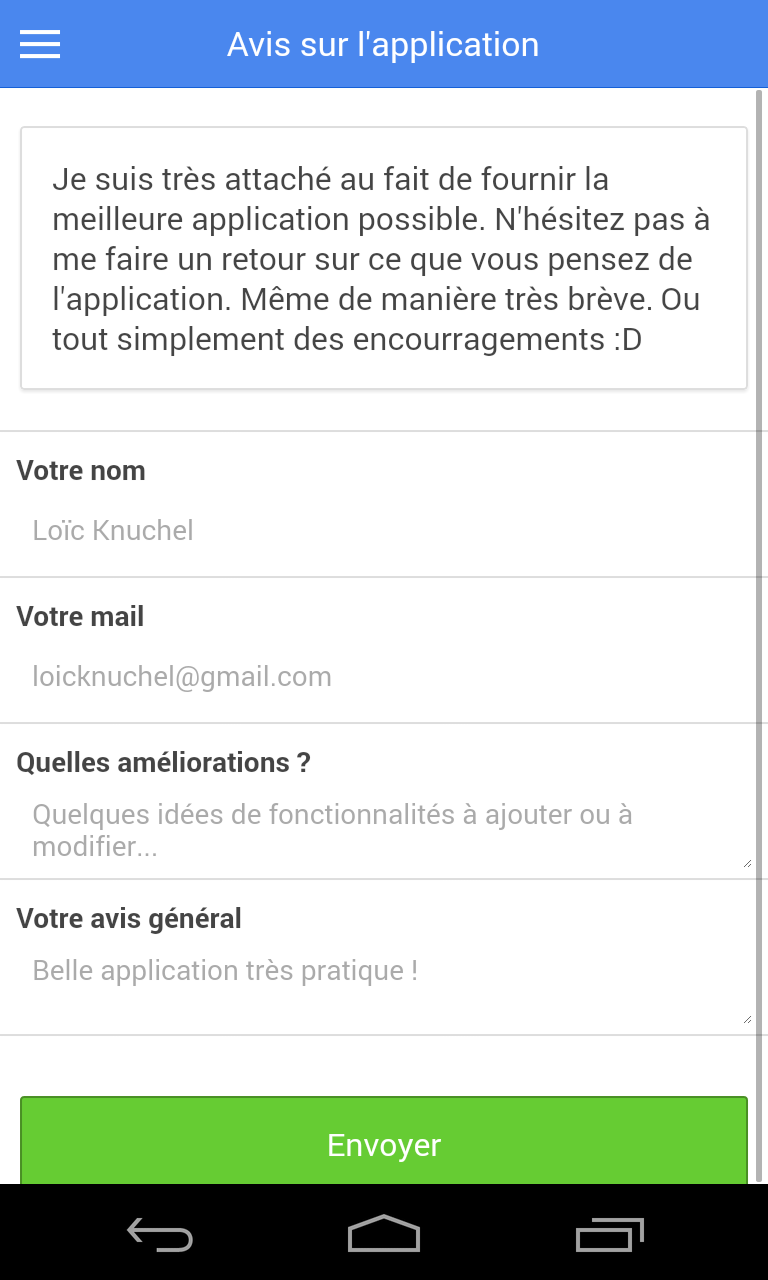 Avis sur l'application
Je suis très attaché au fait de fournir la
meilleure application possible. N'hésitez pas à
me faire un retour sur ce que vous pensez de
l'application. Même de manière très brève. Ou
tout simplement des encourragements :D
Votre nom
Loïc Knuchel
Votre mail
loicknuchel@gmail.com
Quelles améliorations ?
Quelques idées de fonctionnalités à ajouter ou à
modifier...
Votre avis général
Belle application très pratique !
Envoyer